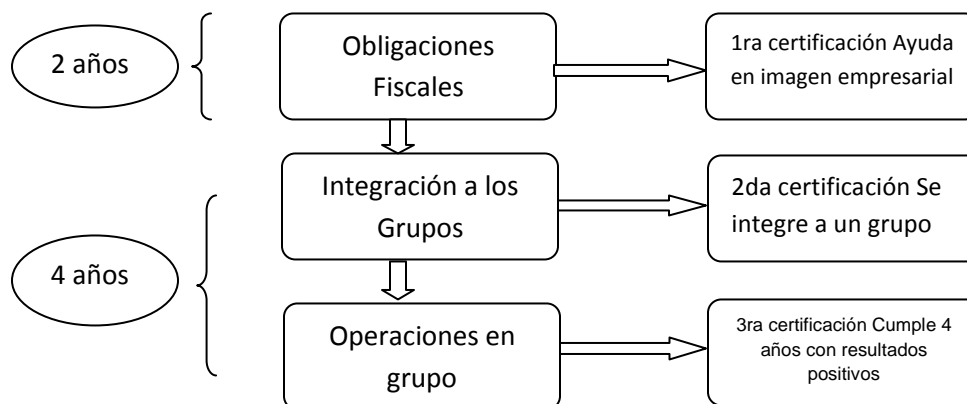 2 años
Obligaciones
Fiscales
1ra certificación Ayuda
en imagen empresarial
4 años
Integración a los
Grupos
2da certificación Se
integre a un grupo
Operaciones en
grupo
3ra certificación Cumple 4
años con resultados
positivos